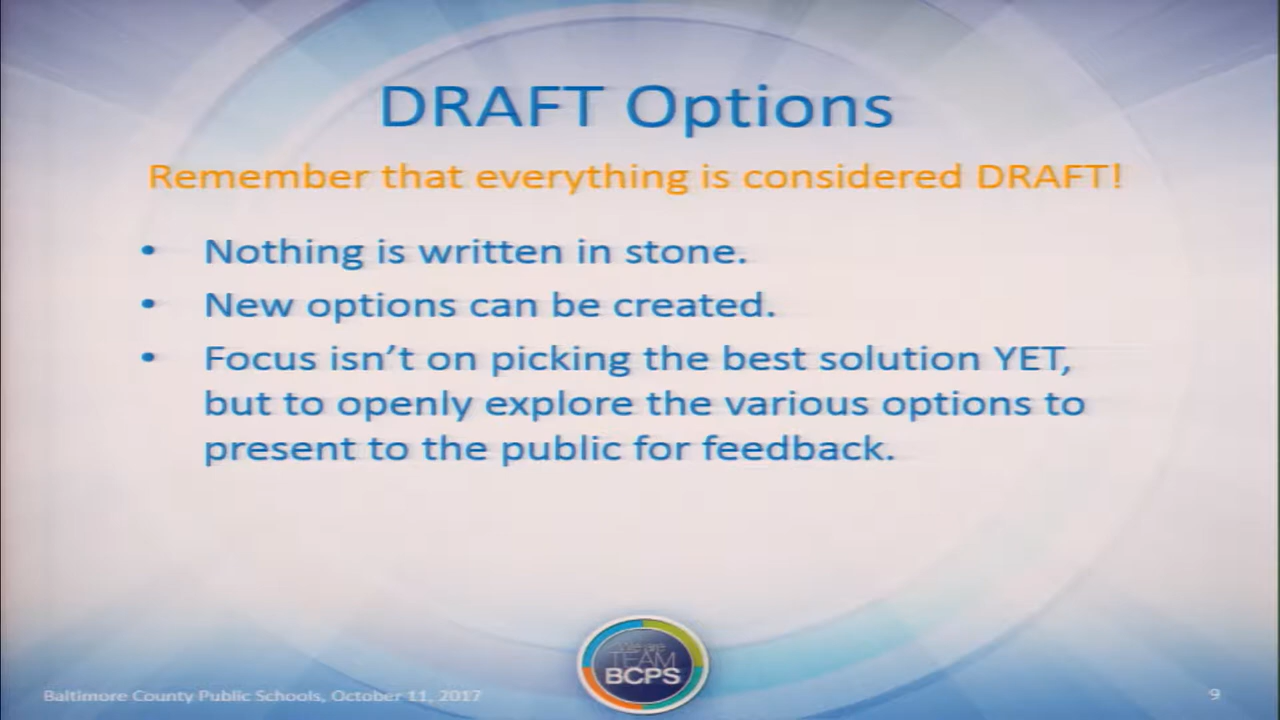 DRAFT Options
Remember that everything is considered DRAFT!
• Nothing is written in stone.
• New options can be created.
• Focus isn't on picking the best solution YET,
but to openly explore the various options to
present to the public for feedback.
We are
TEAM
BCPS
Baltimore County Public Schools, October 11, 2017
9